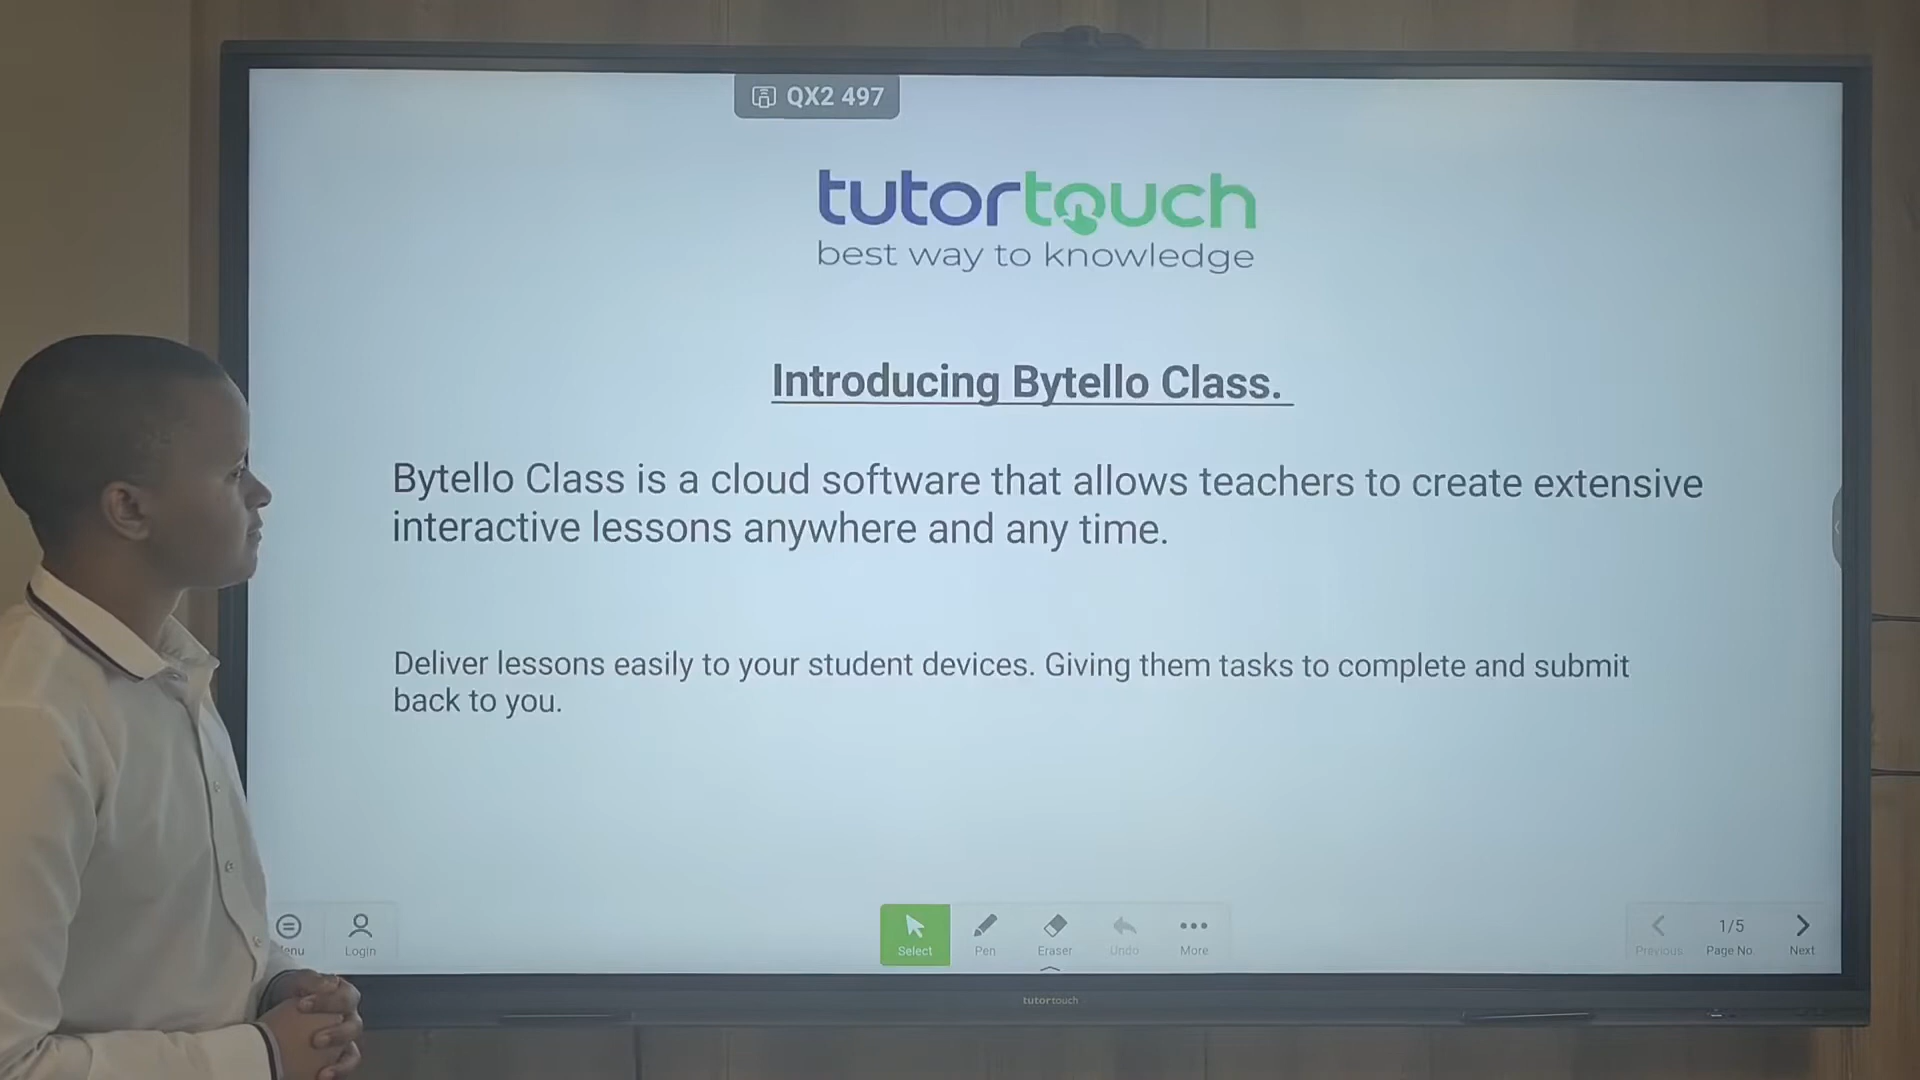 QX2 497
tutortouch
best way to knowledge
Introducing Bytello Class.
Bytello Class is a cloud software that allows teachers to create extensive
interactive lessons anywhere and any time.
Deliver lessons easily to your student devices. Giving them tasks to complete and submit
back to you.
enu Login Select Pen Eraser Undo More Previous 1/5 Page No Next
tutortouch